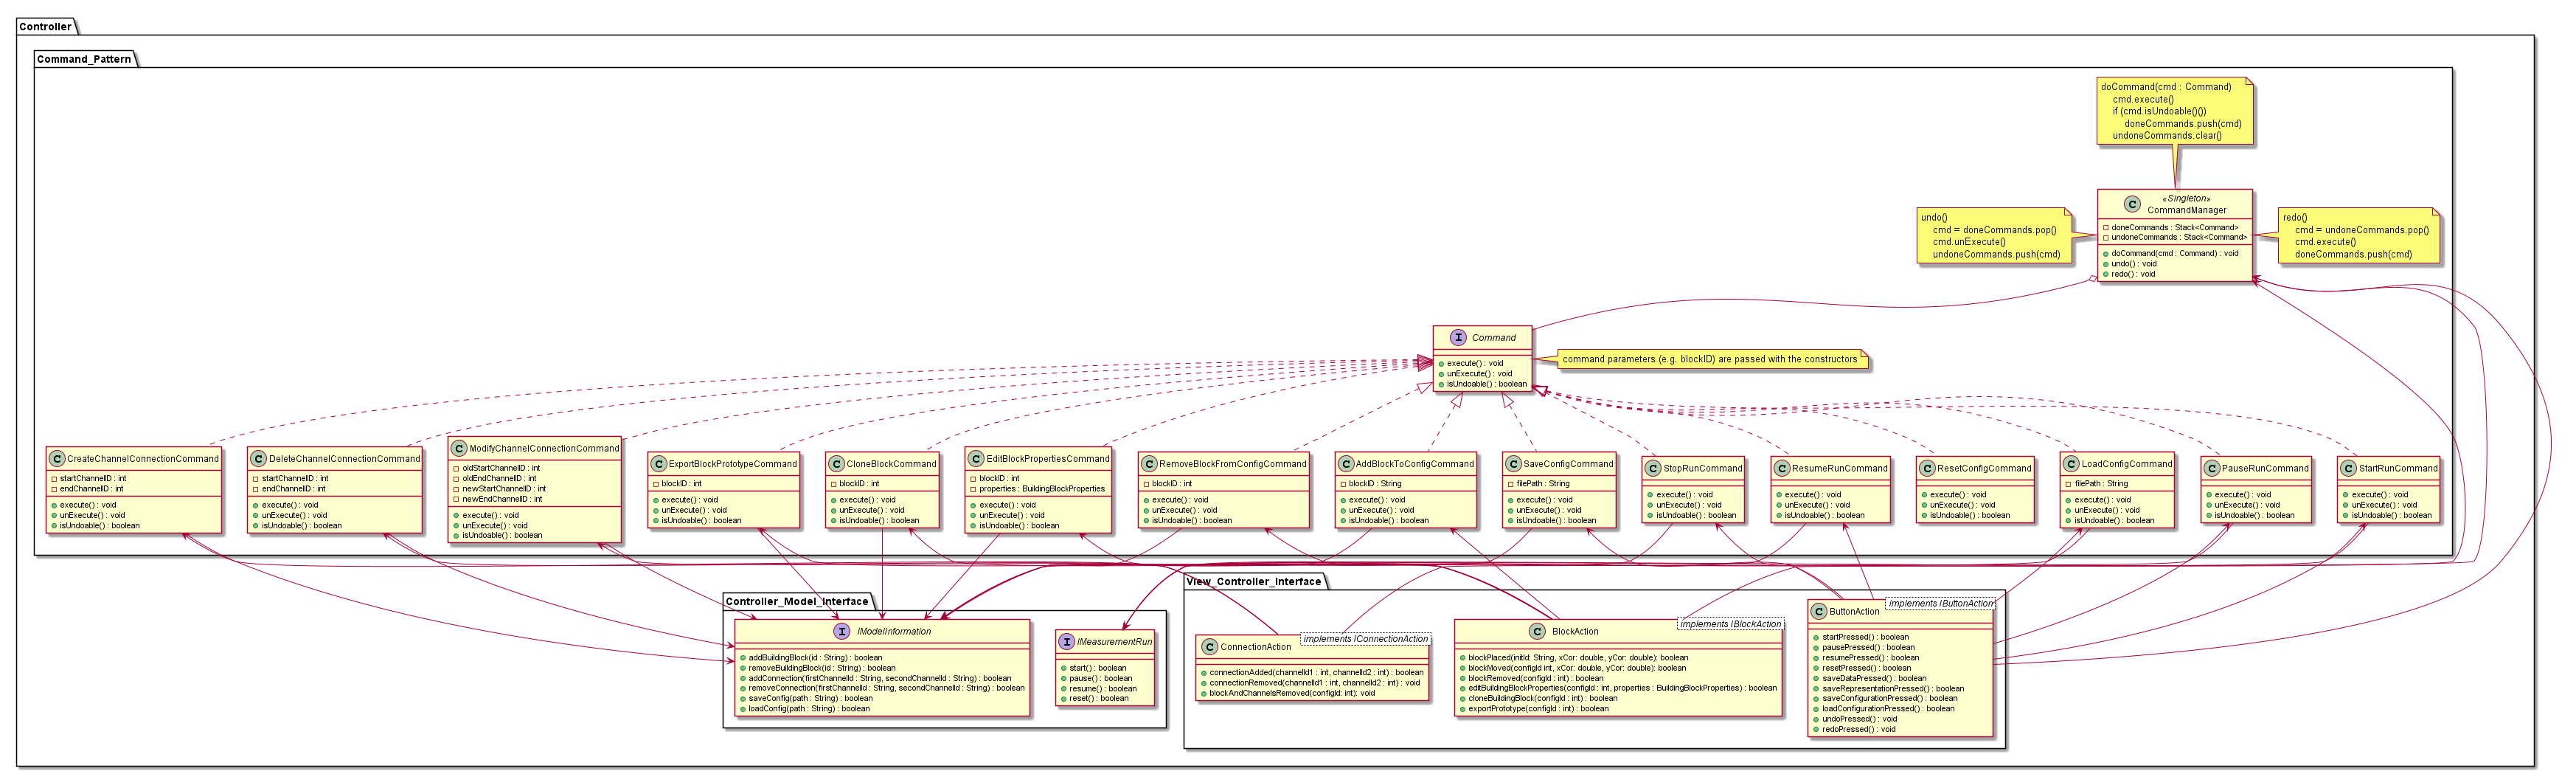 Controller
Command_Pattern
doCommand(cmd : Command)
cmd.execute()
if (cmd.isUndoable()())
doneCommands.push(cmd)
undoneCommands.clear()
undo()
cmd = doneCommands.pop()
cmd.unExecute()
undoneCommands.push(cmd)
«Singleton»
C CommandManager
doneCommands : Stack<Command>
undoneCommands : Stack<Command>
doCommand(cmd : Command) : void
undo() : void
redo() : void
redo()
cmd = undoneCommands.pop()
cmd.execute()
doneCommands.push(cmd)
I Command
execute() : void
unExecute() : void
isUndoable() : boolean
command parameters (e.g. blockID) are passed with the constructors
C CreateChannelConnectionCommand
startChannelID : int
endChannelID : int
execute() : void
unExecute() : void
isUndoable() : boolean
C DeleteChannelConnectionCommand
startChannelID : int
endChannelID : int
execute() : void
unExecute() : void
isUndoable() : boolean
C ModifyChannelConnectionCommand
oldStartChannelID : int
oldEndChannelID : int
newStartChannelID : int
newEndChannelID : int
execute() : void
unExecute() : void
isUndoable() : boolean
C ExportBlockPrototypeCommand
blockID : int
execute() : void
unExecute() : void
isUndoable() : boolean
C CloneBlockCommand
blockID : int
execute() : void
unExecute() : void
isUndoable() : boolean
C EditBlockPropertiesCommand
blockID : int
properties : BuildingBlockProperties
execute() : void
unExecute() : void
isUndoable() : boolean
C RemoveBlockFromConfigCommand
blockID : int
execute() : void
unExecute() : void
isUndoable() : boolean
C AddBlockToConfigCommand
blockID : String
execute() : void
unExecute() : void
isUndoable() : boolean
C SaveConfigCommand
filePath : String
execute() : void
unExecute() : void
isUndoable() : boolean
C StopRunCommand
execute() : void
unExecute() : void
isUndoable() : boolean
C ResumeRunCommand
execute() : void
unExecute() : void
isUndoable() : boolean
C ResetConfigCommand
execute() : void
unExecute() : void
isUndoable() : boolean
C LoadConfigCommand
filePath : String
execute() : void
unExecute() : void
isUndoable() : boolean
C PauseRunCommand
execute() : void
unExecute() : void
isUndoable() : boolean
C StartRunCommand
execute() : void
unExecute() : void
isUndoable() : boolean
Controller_Model_Interface
I IModelInformation
addBuildingBlock(id : String) : boolean
removeBuildingBlock(id : String) : boolean
addConnection(firstChannelId : String, secondChannelId : String) : boolean
removeConnection(firstChannelId : String, secondChannelId : String) : boolean
saveConfig(path : String) : boolean
loadConfig(path : String) : boolean
I IMeasurementRun
start() : boolean
pause() : boolean
resume() : boolean
reset() : boolean
View_Controller_Interface
C ConnectionAction
implements IConnectionAction
connectionAdded(channelId1 : int, channelId2 : int) : boolean
connectionRemoved(channelId1 : int, channelId2 : int) : void
blockAndChannelsRemoved(configId: int): void
C BlockAction
implements IBlockAction
blockPlaced(initId: String, xCor: double, yCor: double): boolean
blockMoved(configId int, xCor: double, yCor: double): boolean
blockRemoved(configId : int) : boolean
editBuildingBlockProperties(configId : int, properties : BuildingBlockProperties) : boolean
cloneBuildingBlock(configId : int) : boolean
exportPrototype(configId : int) : boolean
C ButtonAction
implements IButtonAction
startPressed() : boolean
pausePressed() : boolean
resumePressed() : boolean
resetPressed() : boolean
saveDataPressed() : boolean
saveRepresentationPressed() : boolean
saveConfigurationPressed() : boolean
loadConfigurationPressed() : boolean
undoPressed() : void
redoPressed() : void